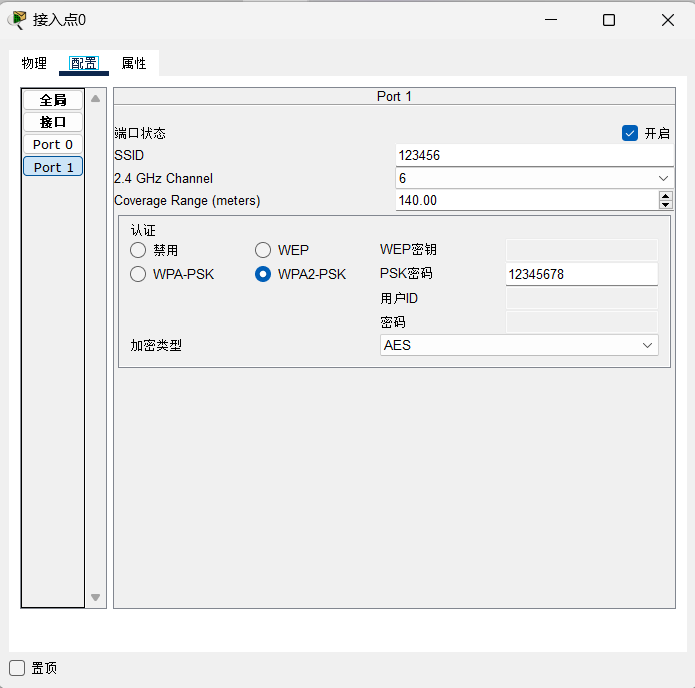 接入点0
物理 配置 属性
全局
接口
Port 0
Port 1
Port 1
端口状态 开启
SSID 123456
2.4 GHz Channel 6
Coverage Range (meters) 140.00
认证
禁用 WEP WEP密钥
WPA-PSK WPA2-PSK PSK密码 12345678
用户ID
密码
加密类型 AES
置顶